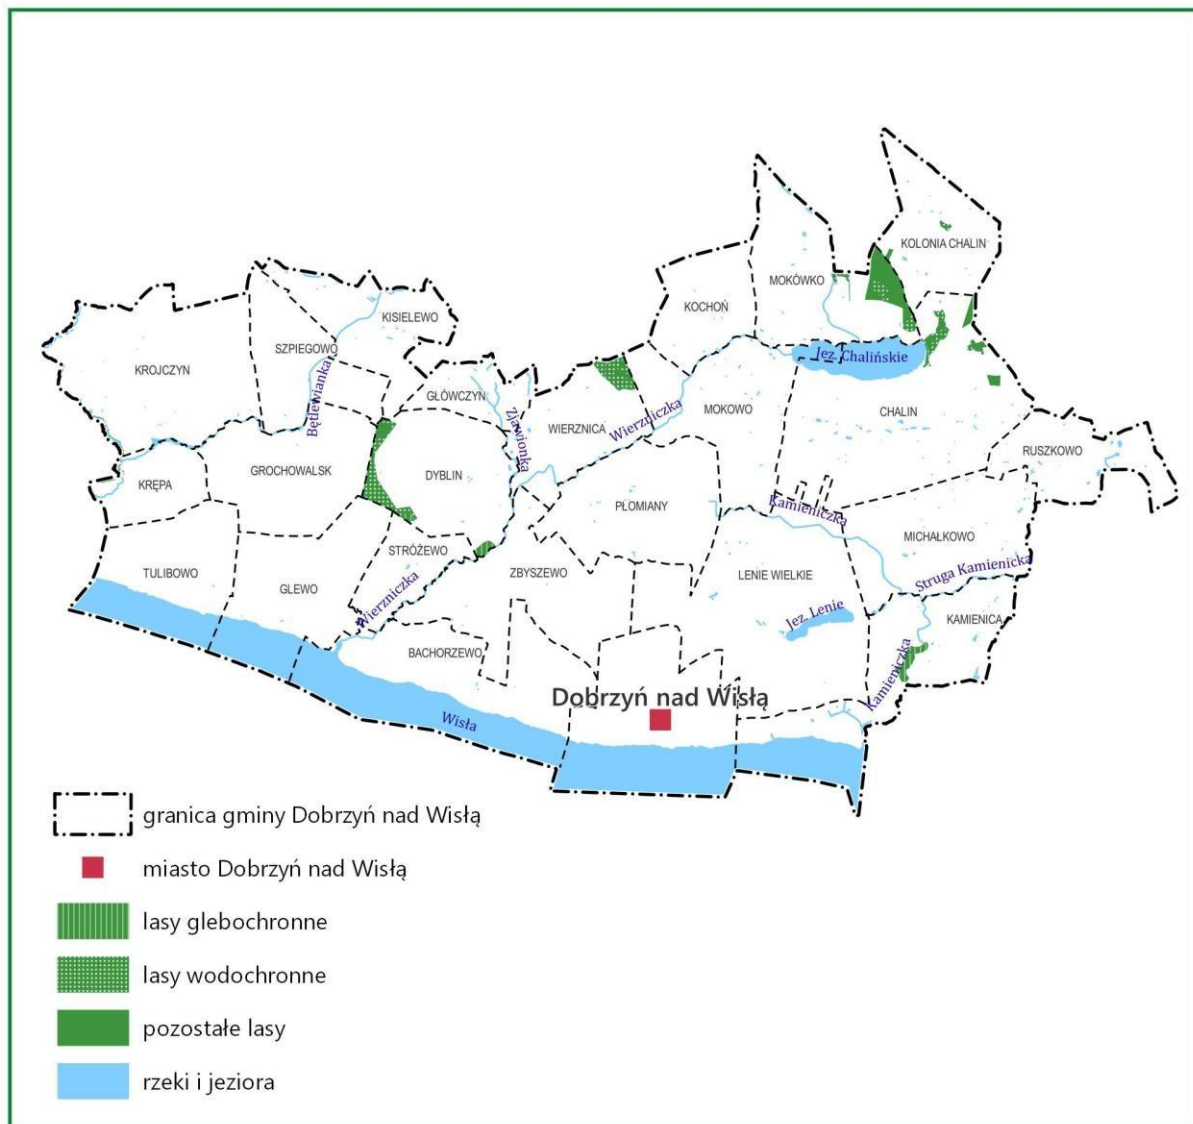 KOLONIA CHALIN
MOKÓWKO
KOCHOŃ
KISIELEWO
SZPIEGOWO
Jez. Chalińskie
KROJCZYN
Bętlewianka
GŁÓWCZYN
Zjawionka
WIERZNICA
Wierzniczka
MOKOWO
CHALIN
RUSZKOWO
GROCHOWALSK
DYBLIN
KRĘPA
PŁOMIANY
Kamieniczka
MICHAŁKOWO
STRÓŻEWO
ZBYSZEWO
TULIBOWO
GLEWO
LENIE WIELKIE
Struga Kamienicka
Wierzniczka
Jez. Lenie
KAMIENICA
BACHORZEWO
Kamieniczka
Dobrzyń nad Wisłą
Wisła
granica gminy Dobrzyń nad Wisłą
miasto Dobrzyń nad Wisłą
lasy glebochronne
lasy wodochronne
pozostałe lasy
rzeki i jeziora